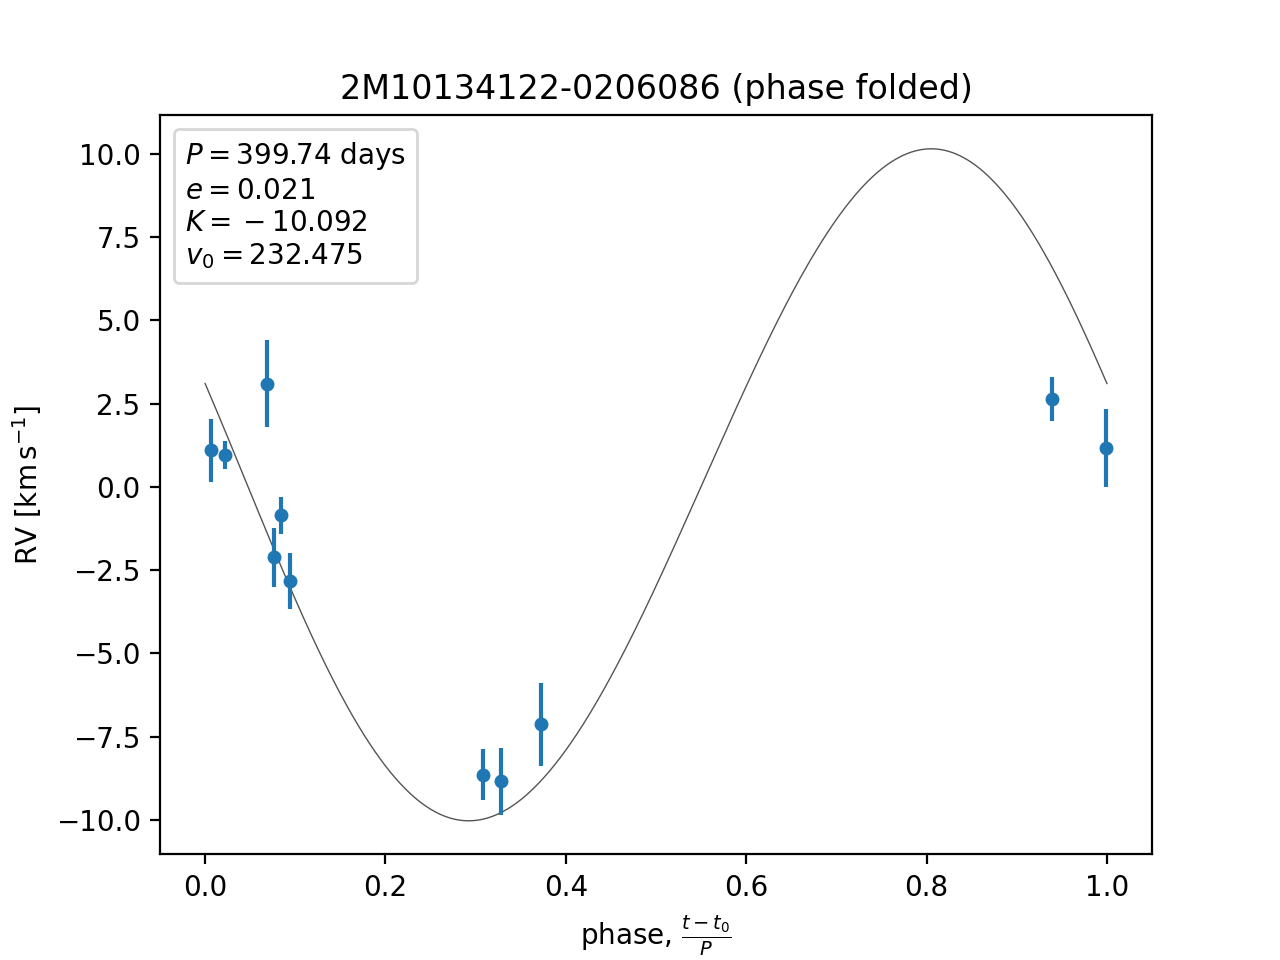 2M10134122-0206086 (phase folded)
P = 399.74 days
e = 0.021
K = −10.092
v₀ = 232.475
10.0
7.5
5.0
2.5
0.0
−2.5
−5.0
−7.5
−10.0
RV [km s⁻¹]
0.0 0.2 0.4 0.6 0.8 1.0
phase, (t − t₀)/P